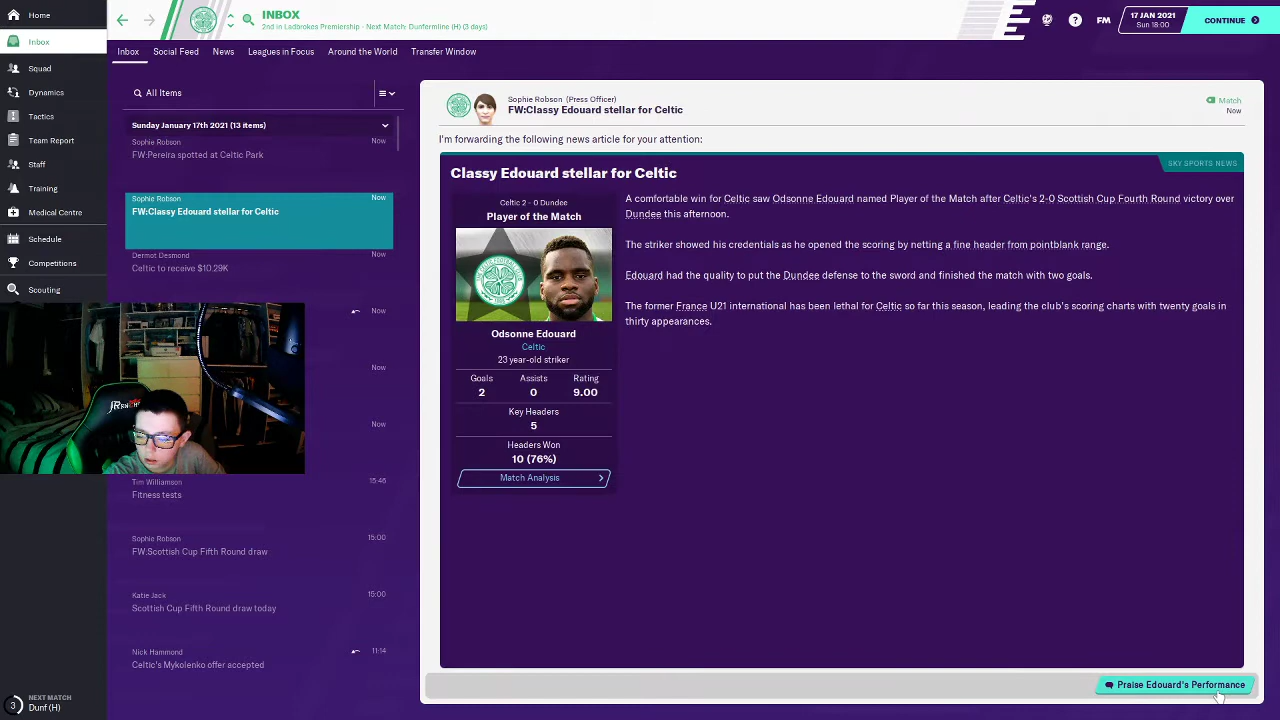 Home
Inbox
Squad
Dynamics
Tactics
Team Report
Staff
Training
Medical Centre
Schedule
Competitions
Scouting
3
NEXT MATCH
Dunf (H)
INBOX
2nd in Ladbrokes Premiership - Next Match: Dunfermline (H) (3 days)
?
FM
17 JAN 2021
Sun 18:00
CONTINUE
Inbox
Social Feed
News
Leagues in Focus
Around the World
Transfer Window
All Items
Sunday January 17th 2021 (13 items)
Sophie Robson
Now
FW:Pereira spotted at Celtic Park
Sophie Robson
Now
FW:Classy Edouard stellar for Celtic
Dermot Desmond
Now
Celtic to receive $10.29K
Now
Now
Now
Tim Williamson
15:46
Fitness tests
Sophie Robson
15:00
FW:Scottish Cup Fifth Round draw
Katie Jack
15:00
Scottish Cup Fifth Round draw today
Nick Hammond
11:14
Celtic's Mykolenko offer accepted
Sophie Robson (Press Officer)
FW:Classy Edouard stellar for Celtic
Match
Now
I'm forwarding the following news article for your attention:
SKY SPORTS NEWS
Classy Edouard stellar for Celtic
Celtic 2 - 0 Dundee
Player of the Match
Odsonne Edouard
Celtic
23 year-old striker
Goals Assists Rating
2 0 9.00
Key Headers
5
Headers Won
10 (76%)
Match Analysis
A comfortable win for Celtic saw Odsonne Edouard named Player of the Match after Celtic's 2-0 Scottish Cup Fourth Round victory over
Dundee this afternoon.
The striker showed his credentials as he opened the scoring by netting a fine header from pointblank range.
Edouard had the quality to put the Dundee defense to the sword and finished the match with two goals.
The former France U21 international has been lethal for Celtic so far this season, leading the club's scoring charts with twenty goals in
thirty appearances.
Praise Edouard's Performance